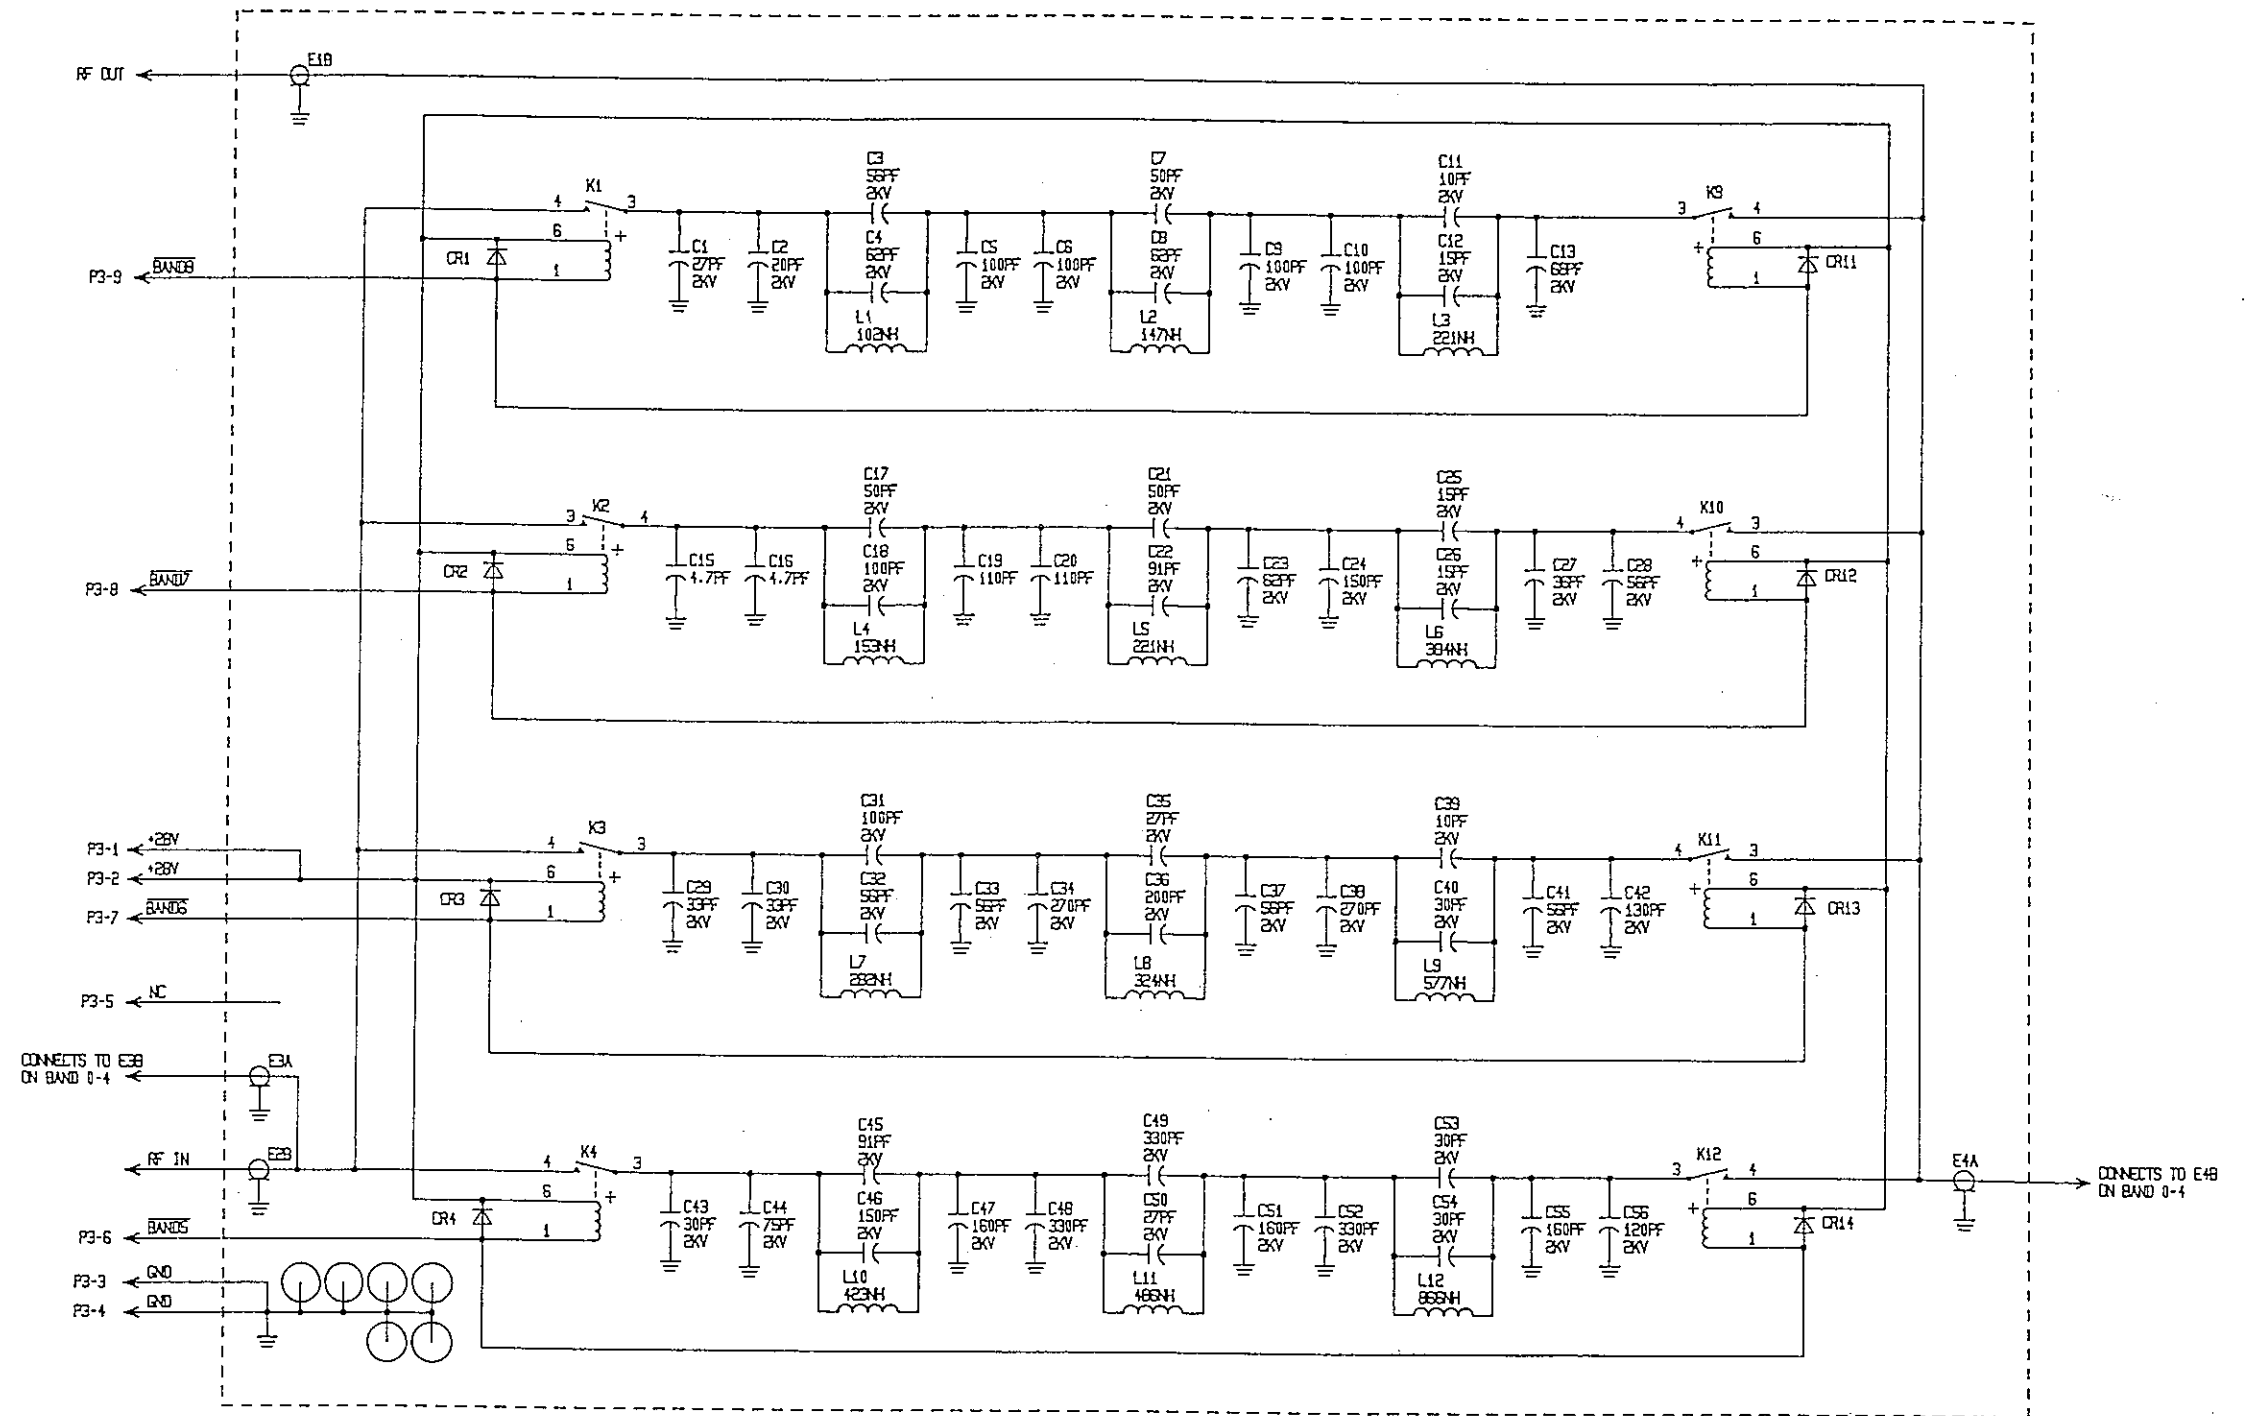 RF OUT
E1B
K1
4
3
6
+
1
CR1
P3-9
BAND8
C1
27PF
2KV
C2
20PF
2KV
C3
56PF
2KV
C4
62PF
2KV
L1
102NH
C5
100PF
2KV
C6
100PF
2KV
C7
50PF
2KV
C8
62PF
2KV
L2
147NH
C9
100PF
2KV
C10
100PF
2KV
C11
10PF
2KV
C12
15PF
2KV
L3
221NH
C13
68PF
2KV
K9
3
4
6
+
1
CR11
K2
3
4
6
+
1
CR2
P3-8
BAND7
C15
4.7PF
C16
4.7PF
C17
50PF
2KV
C18
100PF
2KV
L4
153NH
C19
110PF
C20
110PF
C21
50PF
2KV
C22
91PF
2KV
L5
221NH
C23
62PF
2KV
C24
150PF
2KV
C25
15PF
2KV
C26
15PF
2KV
L6
384NH
C27
36PF
2KV
C28
56PF
2KV
K10
4
3
6
+
1
CR12
P3-1
+28V
P3-2
+28V
P3-7
BAND6
K3
4
3
6
+
1
CR3
C29
33PF
2KV
C30
33PF
2KV
C31
100PF
2KV
C32
56PF
2KV
L7
282NH
C33
56PF
2KV
C34
270PF
2KV
C35
27PF
2KV
C36
200PF
2KV
L8
324NH
C37
56PF
2KV
C38
270PF
2KV
C39
10PF
2KV
C40
30PF
2KV
L9
577NH
C41
56PF
2KV
C42
130PF
2KV
K11
4
3
6
+
1
CR13
P3-5
NC
CONNECTS TO E3B
ON BAND 0-4
E3A
RF IN
E2B
K4
4
3
6
+
1
CR4
P3-6
BAND5
P3-3
GND
P3-4
GND
C43
30PF
2KV
C44
75PF
2KV
C45
91PF
2KV
C46
150PF
2KV
L10
423NH
C47
160PF
2KV
C48
330PF
2KV
C49
330PF
2KV
C50
27PF
2KV
L11
486NH
C51
160PF
2KV
C52
330PF
2KV
C53
30PF
2KV
C54
30PF
2KV
L12
866NH
C55
160PF
2KV
C56
120PF
2KV
K12
3
4
6
+
1
CR14
E4A
CONNECTS TO E4B
ON BAND 0-4